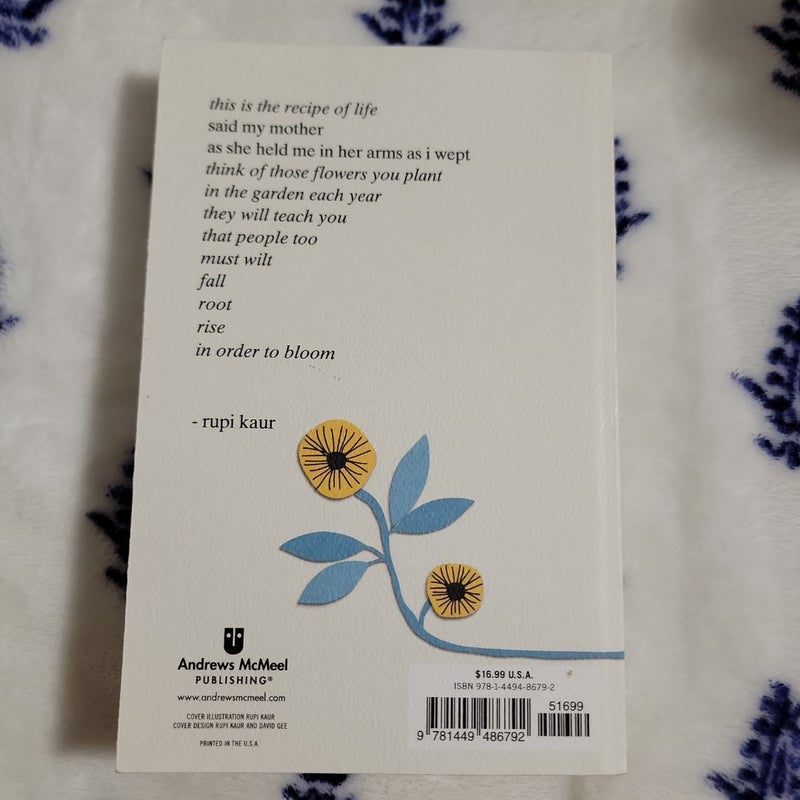 this is the recipe of life
said my mother
as she held me in her arms as i wept
think of those flowers you plant
in the garden each year
they will teach you
that people too
must wilt
fall
root
rise
in order to bloom
- rupi kaur
Andrews McMeel
PUBLISHING®
www.andrewsmcmeel.com
COVER ILLUSTRATION RUPI KAUR
COVER DESIGN RUPI KAUR AND DAVID GEE
PRINTED IN THE U.S.A.
$16.99 U.S.A.
ISBN 978-1-4494-8679-2
51699
9 781449 486792